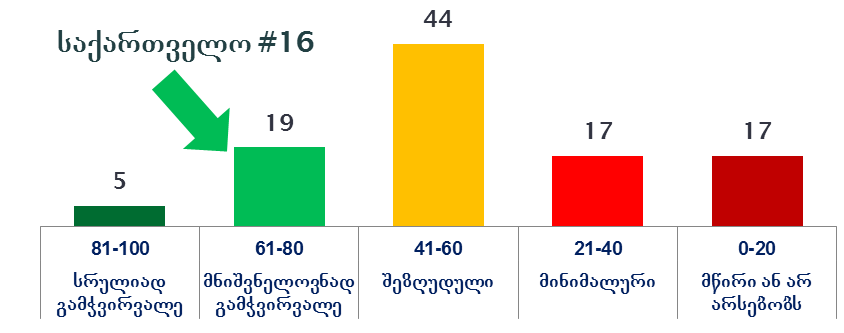 44
საქართველო #16
19
17
17
5
81-100
61-80
41-60
21-40
0-20
სრულიად
გამჭვირვალე
მნიშვნელოვნად
გამჭვირვალე
შეზღუდული
მინიმალური
მწირი ან არ
არსებობს